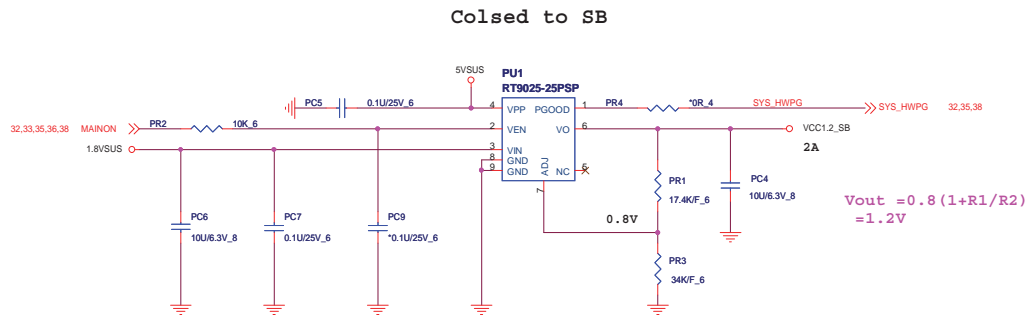 Colsed to SB
5VSUS
PU1
RT9025-25PSP
PC5
0.1U/25V_6
4
VPP
PGOOD
1
PR4
*0R_4
SYS_HWPG
SYS_HWPG
32,35,38
32,33,35,36,38
MAINON
PR2
10K_6
2
VEN
VO
6
VCC1.2_SB
2A
1.8VSUS
3
VIN
8
GND
9
GND
ADJ
NC
5
7
PR1
17.4K/F_6
PC4
10U/6.3V_8
Vout =0.8(1+R1/R2)
=1.2V
0.8V
PC6
10U/6.3V_8
PC7
0.1U/25V_6
PC9
*0.1U/25V_6
PR3
34K/F_6